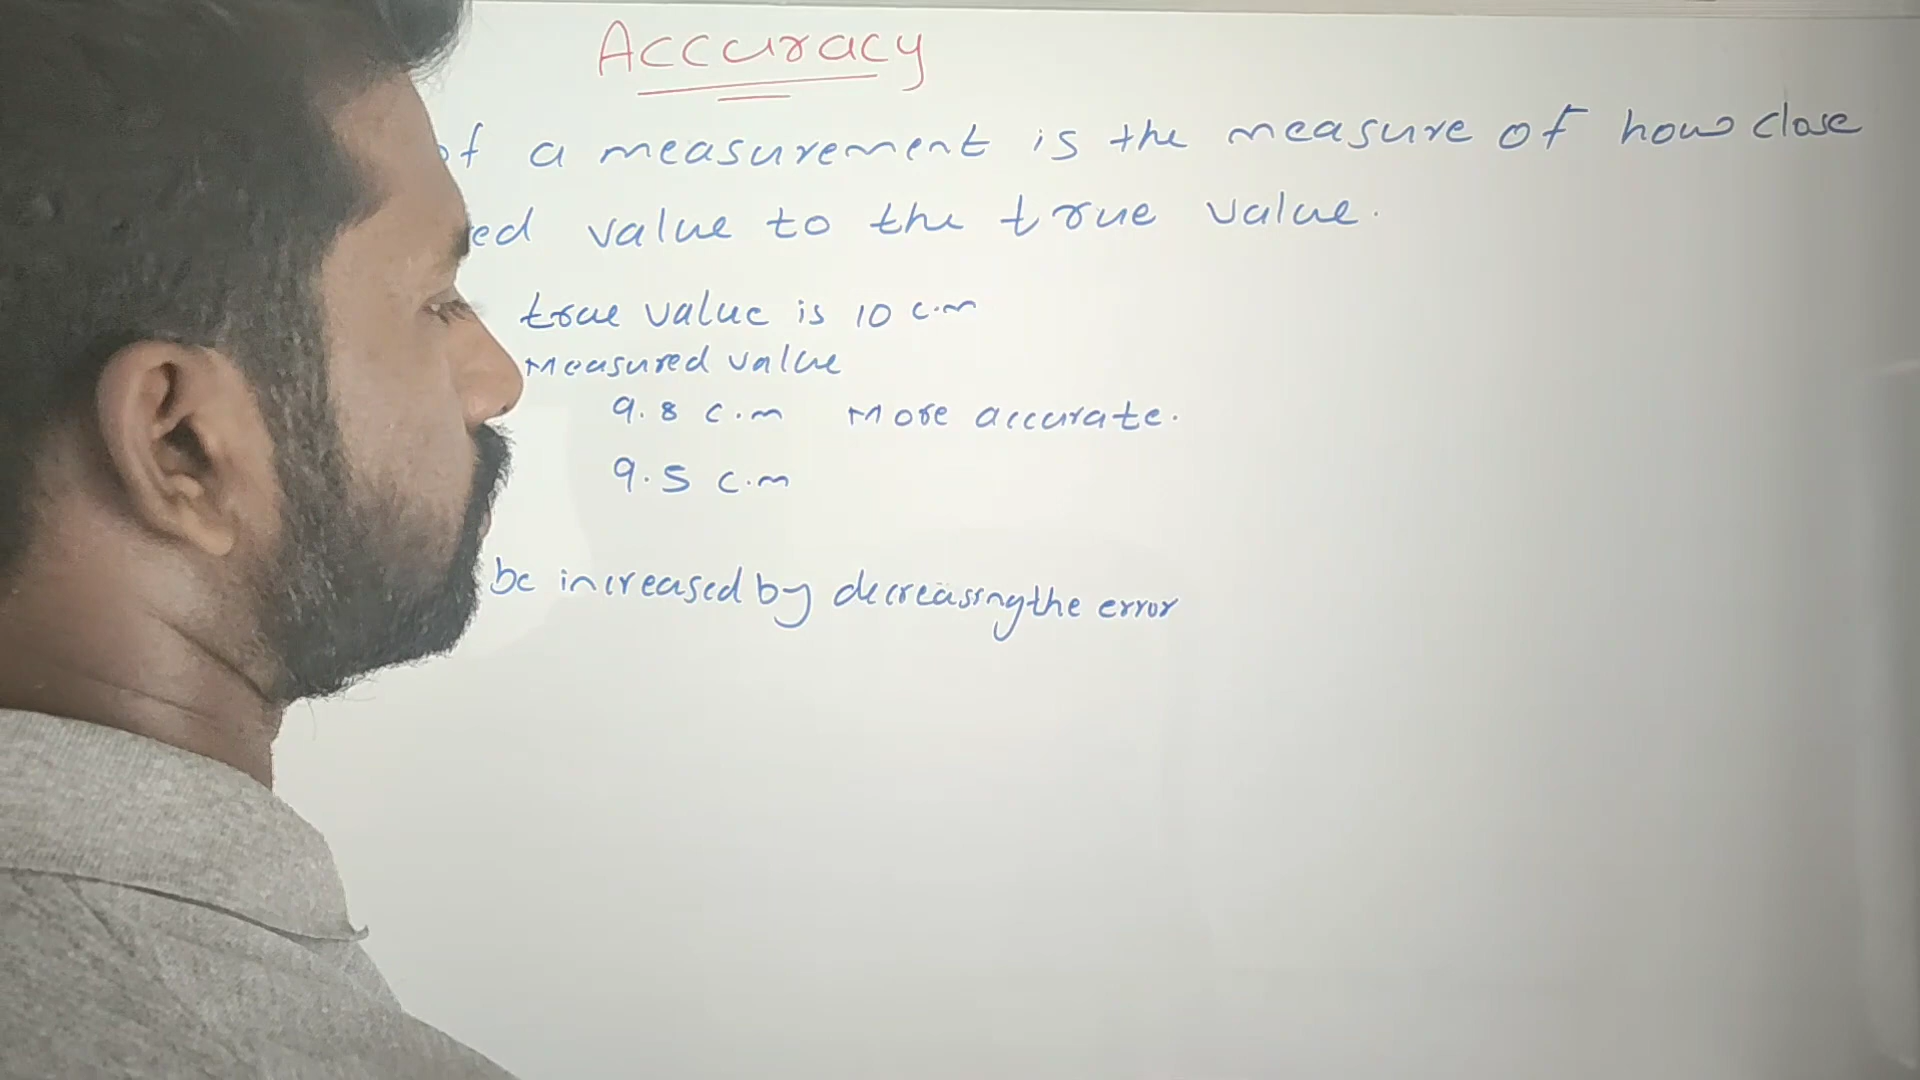 Accuracy
of a measurement is the measure of how close
ed value to the true value.
true value is 10 c.m
Measured value
9.8 c.m More accurate.
9.5 c.m
be increased by decreasing the error